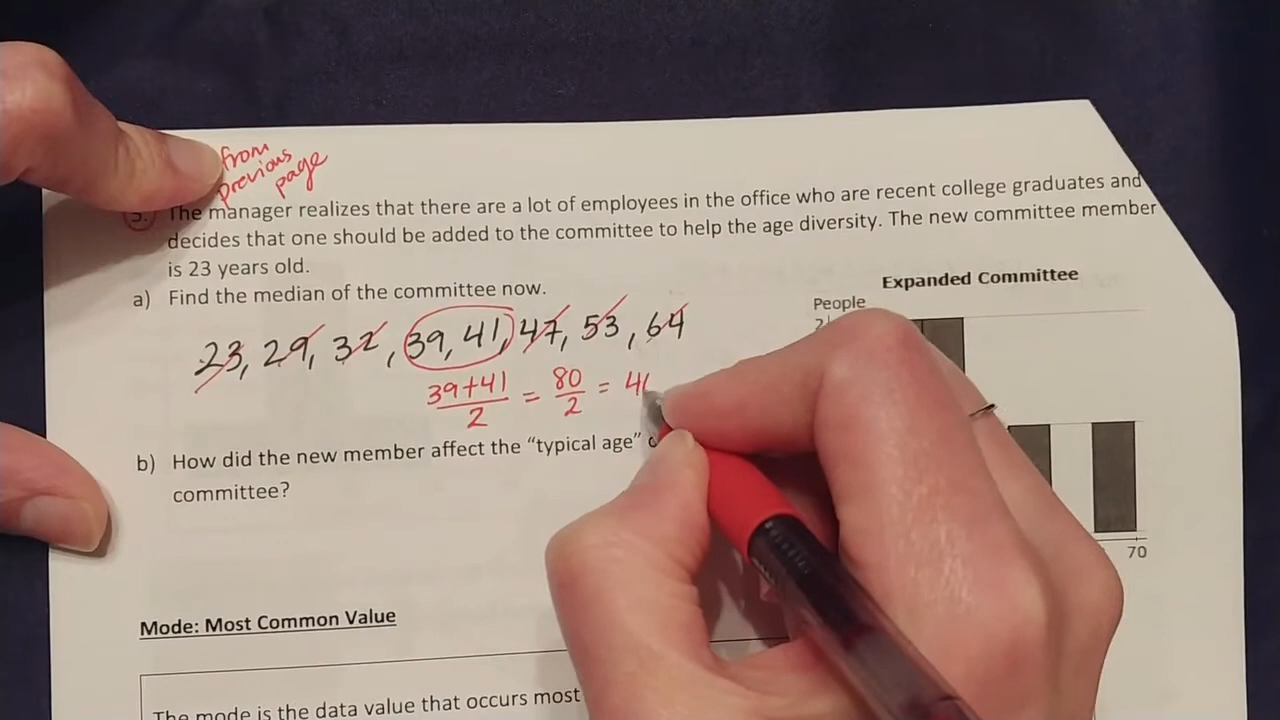 from
previous
page
5. The manager realizes that there are a lot of employees in the office who are recent college graduates and
decides that one should be added to the committee to help the age diversity. The new committee member
is 23 years old.
a) Find the median of the committee now.
23, 29, 32, 39, 41, 47, 53, 64
39+41 / 2 = 80 / 2 = 40
b) How did the new member affect the "typical age"
committee?
Expanded Committee
People
2
70
Mode: Most Common Value
The mode is the data value that occurs most